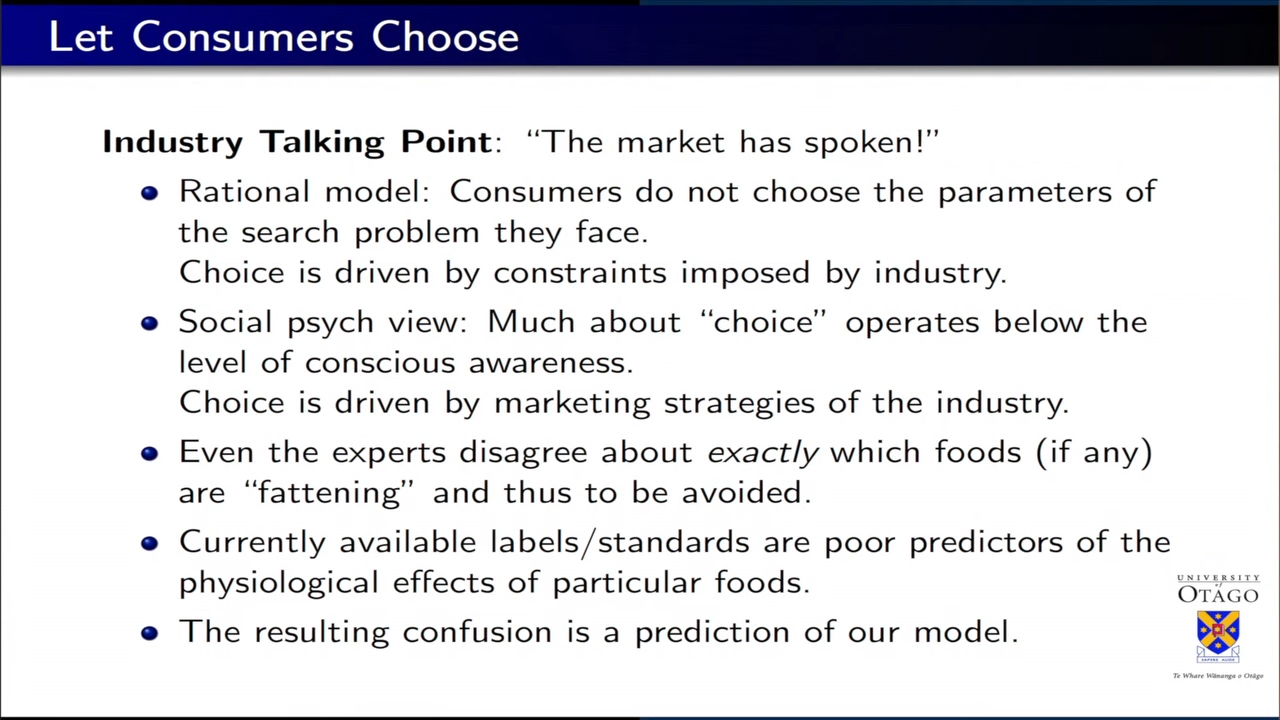 Let Consumers Choose
Industry Talking Point: “The market has spoken!”
Rational model: Consumers do not choose the parameters of
the search problem they face.
Choice is driven by constraints imposed by industry.
Social psych view: Much about “choice” operates below the
level of conscious awareness.
Choice is driven by marketing strategies of the industry.
Even the experts disagree about exactly which foods (if any)
are “fattening” and thus to be avoided.
Currently available labels/standards are poor predictors of the
physiological effects of particular foods.
The resulting confusion is a prediction of our model.
UNIVERSITY
of
OTAGO
SAPERE AUDE
Te Whare Wānanga o Otāgo